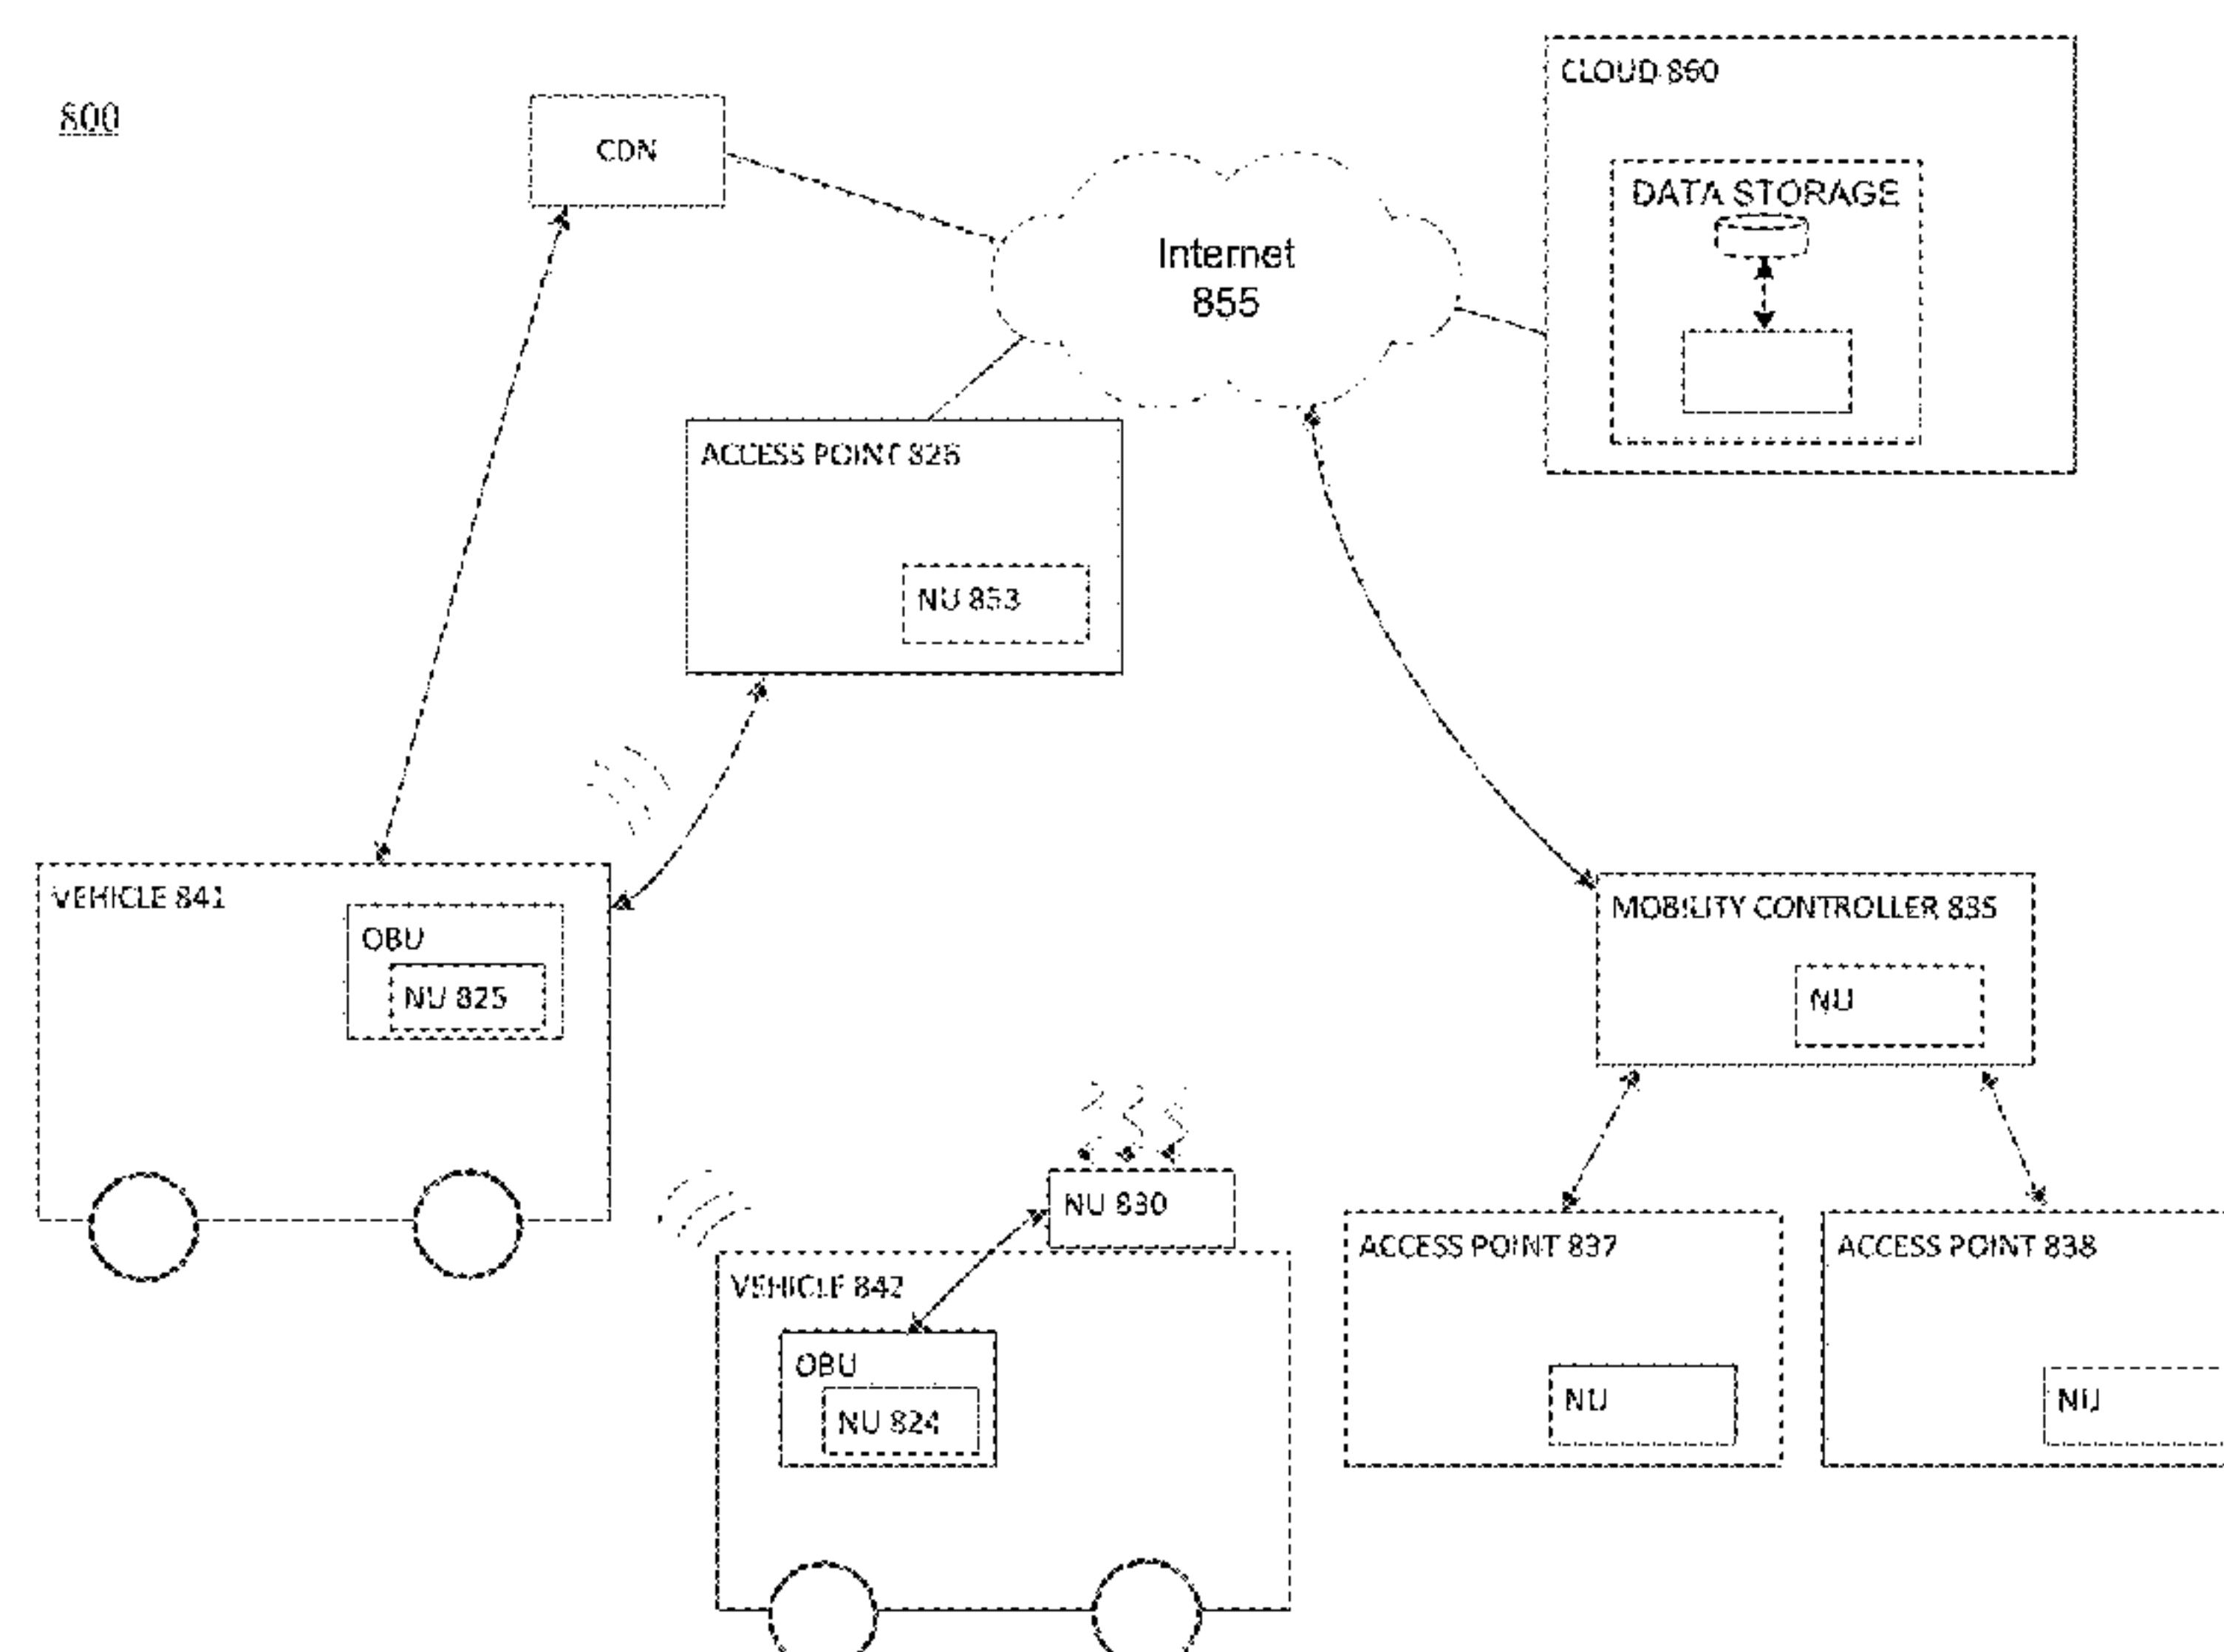 800
CDN
CLOUD 860
DATA STORAGE
Internet
855
ACCESS POINT 826
NU 853
VEHICLE 841
OBU
NU 825
MOBILITY CONTROLLER 835
NU
NU 830
VEHICLE 842
OBU
NU 824
ACCESS POINT 837
NU
ACCESS POINT 838
NU